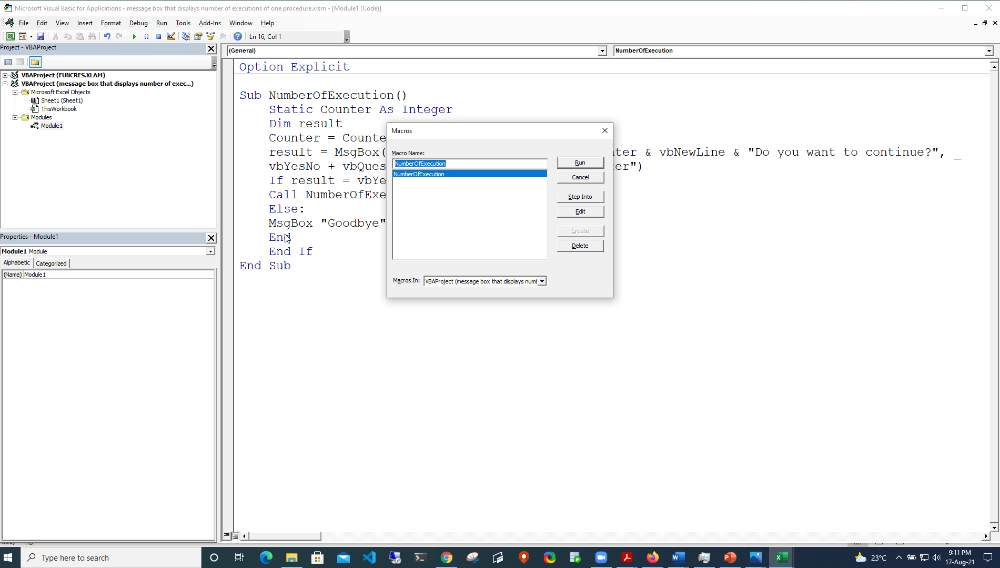 Microsoft Visual Basic for Applications - message box that displays number of executions of one procedure.xlsm - [Module1 (Code)]
File Edit View Insert Format Debug Run Tools Add-Ins Window Help
Ln 16, Col 1
Project - VBAProject
VBAProject (FUNCRES.XLAM)
VBAProject (message box that displays number of exec...)
Microsoft Excel Objects
Sheet1 (Sheet1)
ThisWorkbook
Modules
Module1
Properties - Module1
Module1 Module
Alphabetic Categorized
(Name) Module1
(General) NumberOfExecution
Option Explicit
Sub NumberOfExecution()
Static Counter As Integer
Dim result
Counter = Counte
result = MsgBox( ter & vbNewLine & "Do you want to continue?", _
vbYesNo + vbQues er")
If result = vbYe
Call NumberOfExe
Else:
MsgBox "Goodbye"
End
End If
End Sub
Macros
Macro Name:
NumberOfExecution
NumberOfExecution
Run
Cancel
Step Into
Edit
Create
Delete
Macros In: VBAProject (message box that displays numb
Type here to search
23°C
9:11 PM
17-Aug-21